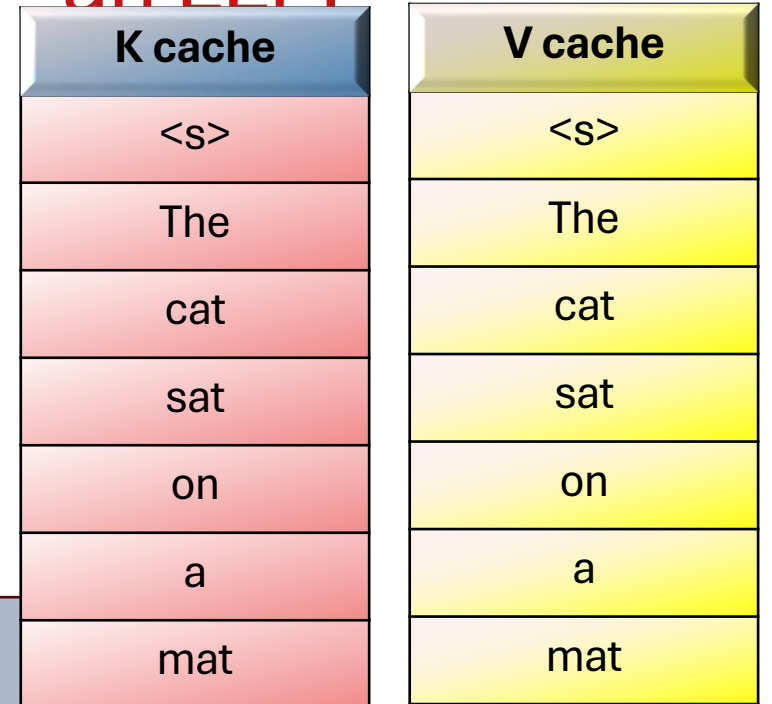 K cache
<s>
The
cat
sat
on
a
mat
V cache
<s>
The
cat
sat
on
a
mat